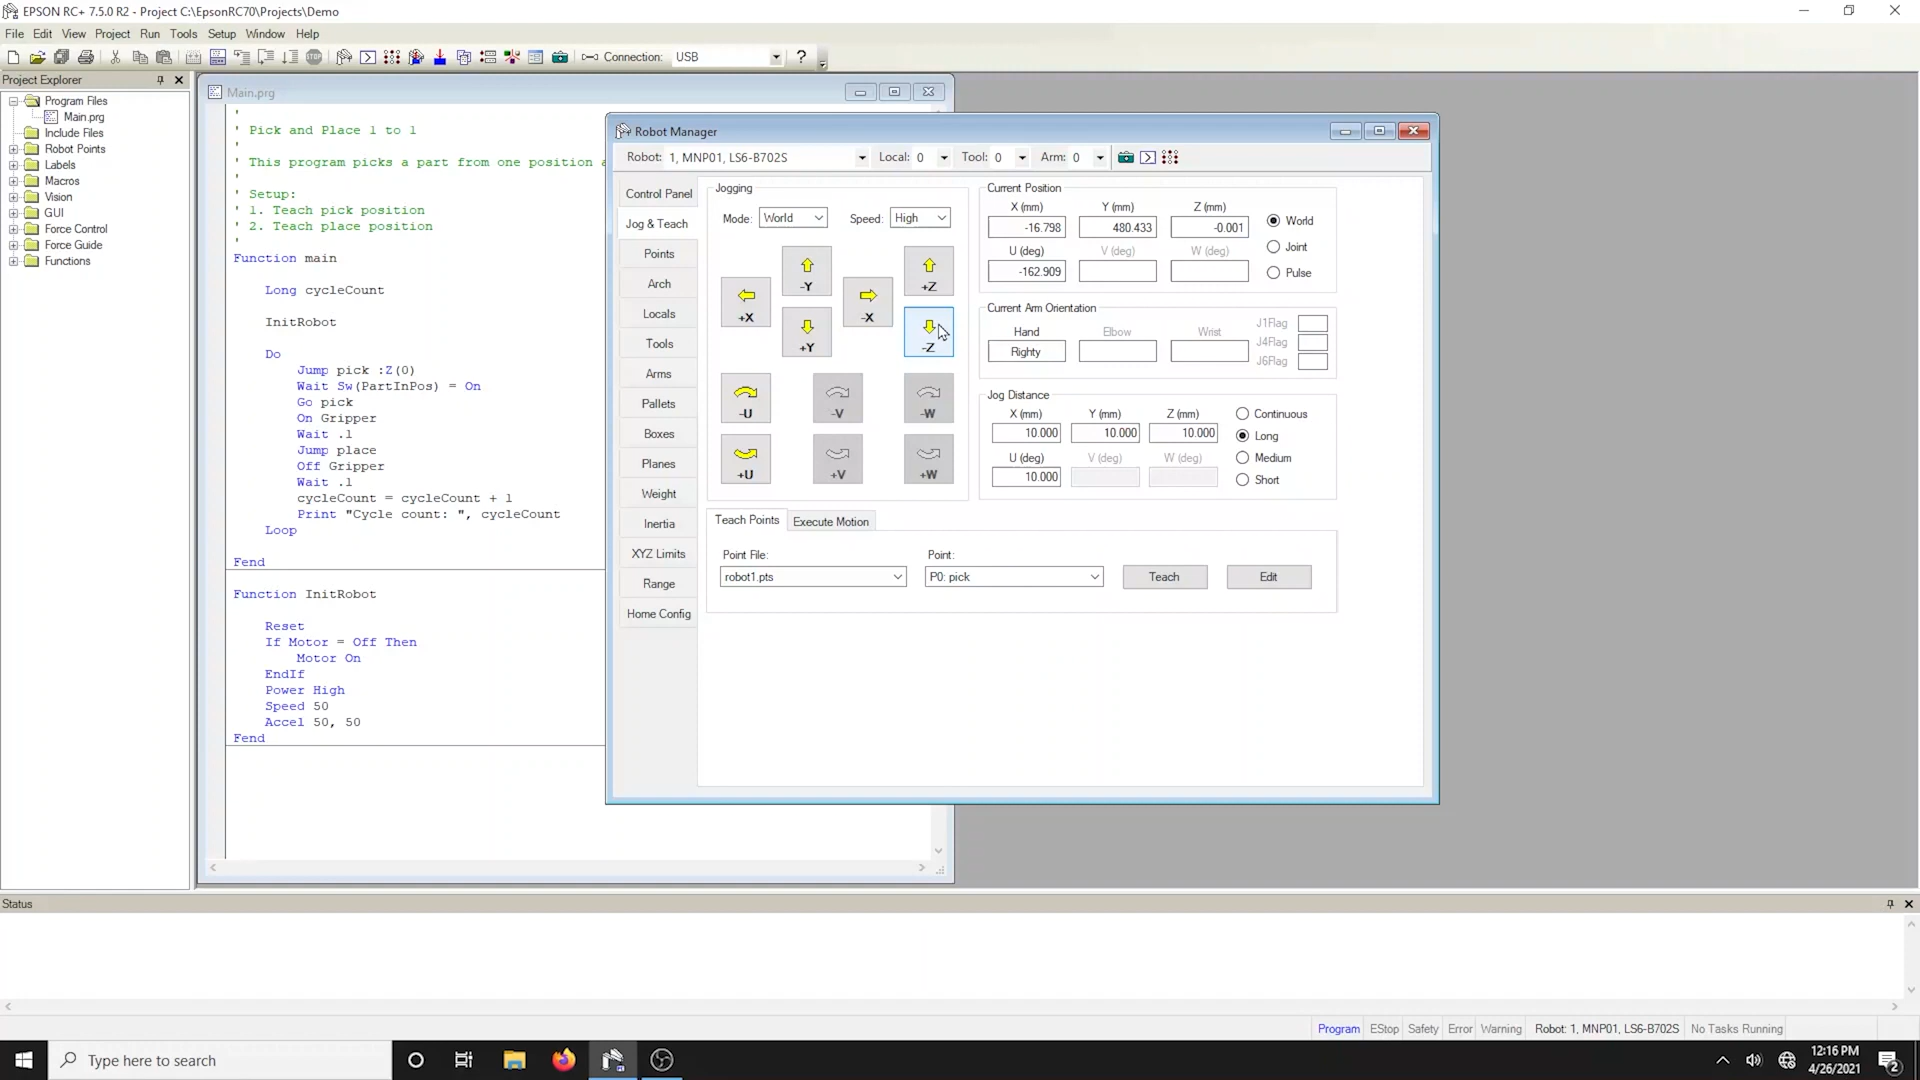 EPSON RC+ 7.5.0 R2 - Project C:\EpsonRC70\Projects\Demo
File Edit View Project Run Tools Setup Window Help
Connection: USB
Project Explorer
Program Files
Main.prg
Include Files
Robot Points
Labels
Macros
Vision
GUI
Force Control
Force Guide
Functions
Main.prg
'
' Pick and Place 1 to 1
'
' This program picks a part from one position
'
' Setup:
' 1. Teach pick position
' 2. Teach place position
'
Function main
Long cycleCount
InitRobot
Do
Jump pick :Z(0)
Wait Sw(PartInPos) = On
Go pick
On Gripper
Wait .1
Jump place
Off Gripper
Wait .1
cycleCount = cycleCount + 1
Print "Cycle count: ", cycleCount
Loop
Fend
Function InitRobot
Reset
If Motor = Off Then
Motor On
EndIf
Power High
Speed 50
Accel 50, 50
Fend
Robot Manager
Robot: 1, MNP01, LS6-B702S Local: 0 Tool: 0 Arm: 0
Control Panel
Jog & Teach
Points
Arch
Locals
Tools
Arms
Pallets
Boxes
Planes
Weight
Inertia
XYZ Limits
Range
Home Config
Jogging
Mode: World Speed: High
-Y
+Z
+X
-X
+Y
-Z
-U
-V
-W
+U
+V
+W
Current Position
X (mm) Y (mm) Z (mm)
-16.798 480.433 -0.001
U (deg) V (deg) W (deg)
-162.909
World
Joint
Pulse
Current Arm Orientation
Hand Elbow Wrist
Righty
J1Flag
J4Flag
J6Flag
Jog Distance
X (mm) Y (mm) Z (mm)
10.000 10.000 10.000
U (deg) V (deg) W (deg)
10.000
Continuous
Long
Medium
Short
Teach Points Execute Motion
Point File: Point:
robot1.pts P0: pick Teach Edit
Status
Program EStop Safety Error Warning Robot: 1, MNP01, LS6-B702S No Tasks Running
Type here to search
12:16 PM
4/26/2021
2